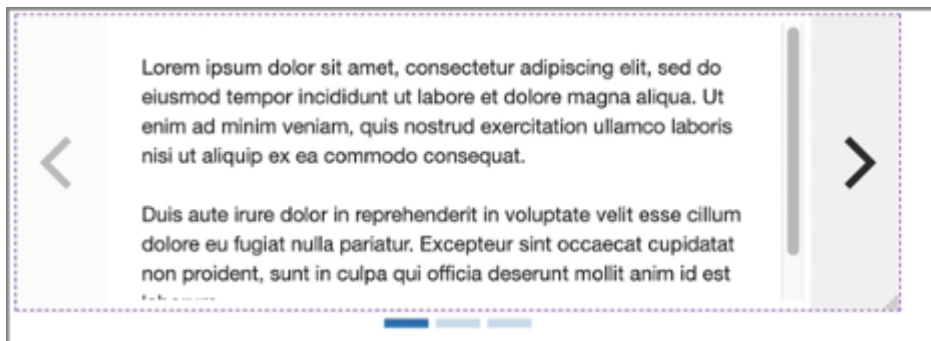 Lorem ipsum dolor sit amet, consectetur adipiscing elit, sed do
eiusmod tempor incididunt ut labore et dolore magna aliqua. Ut
enim ad minim veniam, quis nostrud exercitation ullamco laboris
nisi ut aliquip ex ea commodo consequat.
Duis aute irure dolor in reprehenderit in voluptate velit esse cillum
dolore eu fugiat nulla pariatur. Excepteur sint occaecat cupidatat
non proident, sunt in culpa qui officia deserunt mollit anim id est